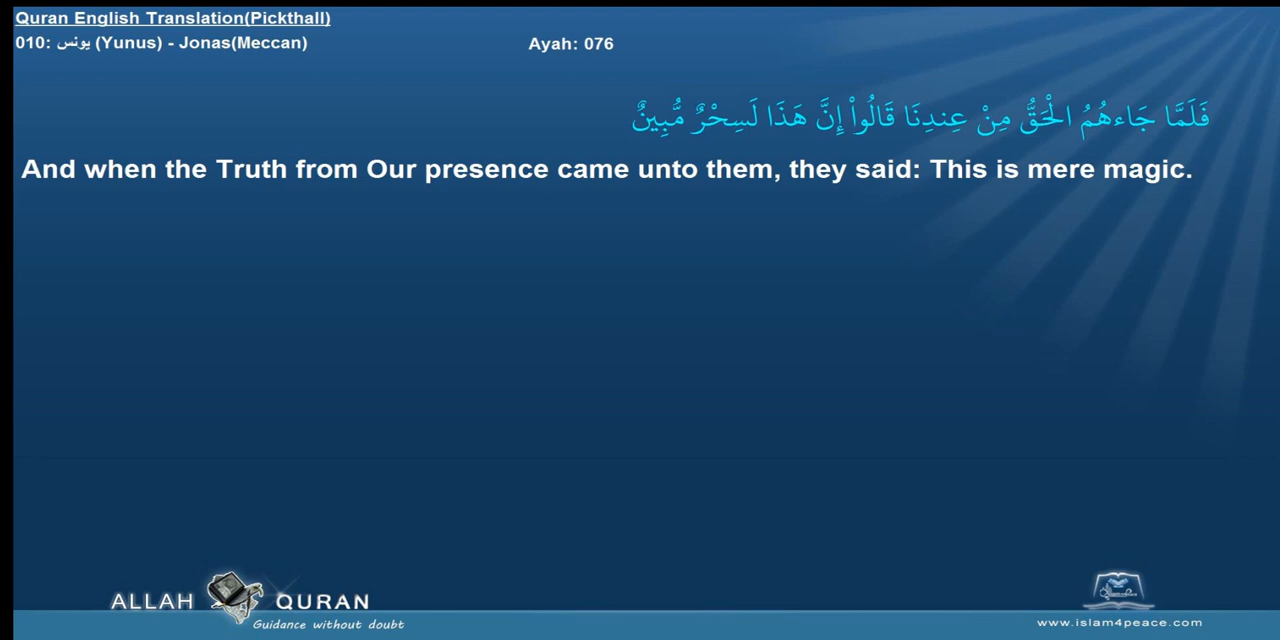 Quran English Translation(Pickthall)
010: يونس (Yunus) - Jonas(Meccan)
Ayah: 076
فَلَمَّا جَاءهُمُ الْحَقُّ مِنْ عِندِنَا قَالُواْ إِنَّ هَذَا لَسِحْرٌ مُّبِينٌ
And when the Truth from Our presence came unto them, they said: This is mere magic.
ALLAH QURAN
Guidance without doubt
www.islam4peace.com